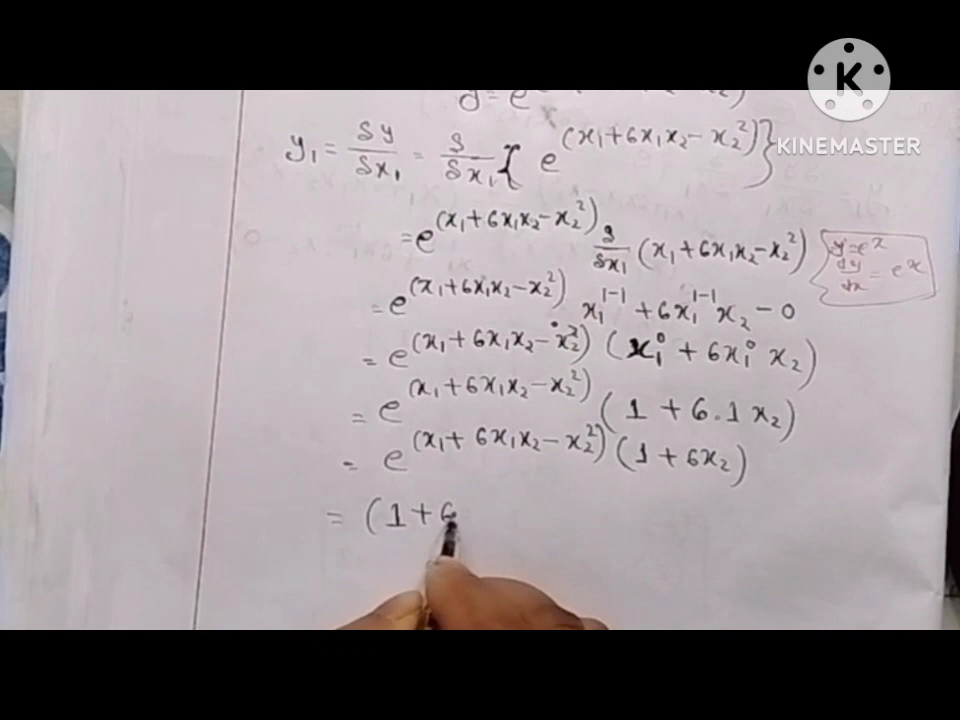 y = e
y₁ = δy/δx₁ = δ/δx₁ { e^(x₁+6x₁x₂−x₂²) }
= e^(x₁+6x₁x₂−x₂²) δ/δx₁ (x₁+6x₁x₂−x₂²)
y=e^x
dy/dx = e^x
= e^(x₁+6x₁x₂−x₂²) x₁^(1-1) + 6x₁^(1-1) x₂ − 0
= e^(x₁+6x₁x₂−x₂²) (x₁⁰ + 6x₁⁰ x₂)
= e^(x₁+6x₁x₂−x₂²) (1 + 6.1 x₂)
= e^(x₁+6x₁x₂−x₂²) (1+6x₂)
= (1+6
K
KINEMASTER